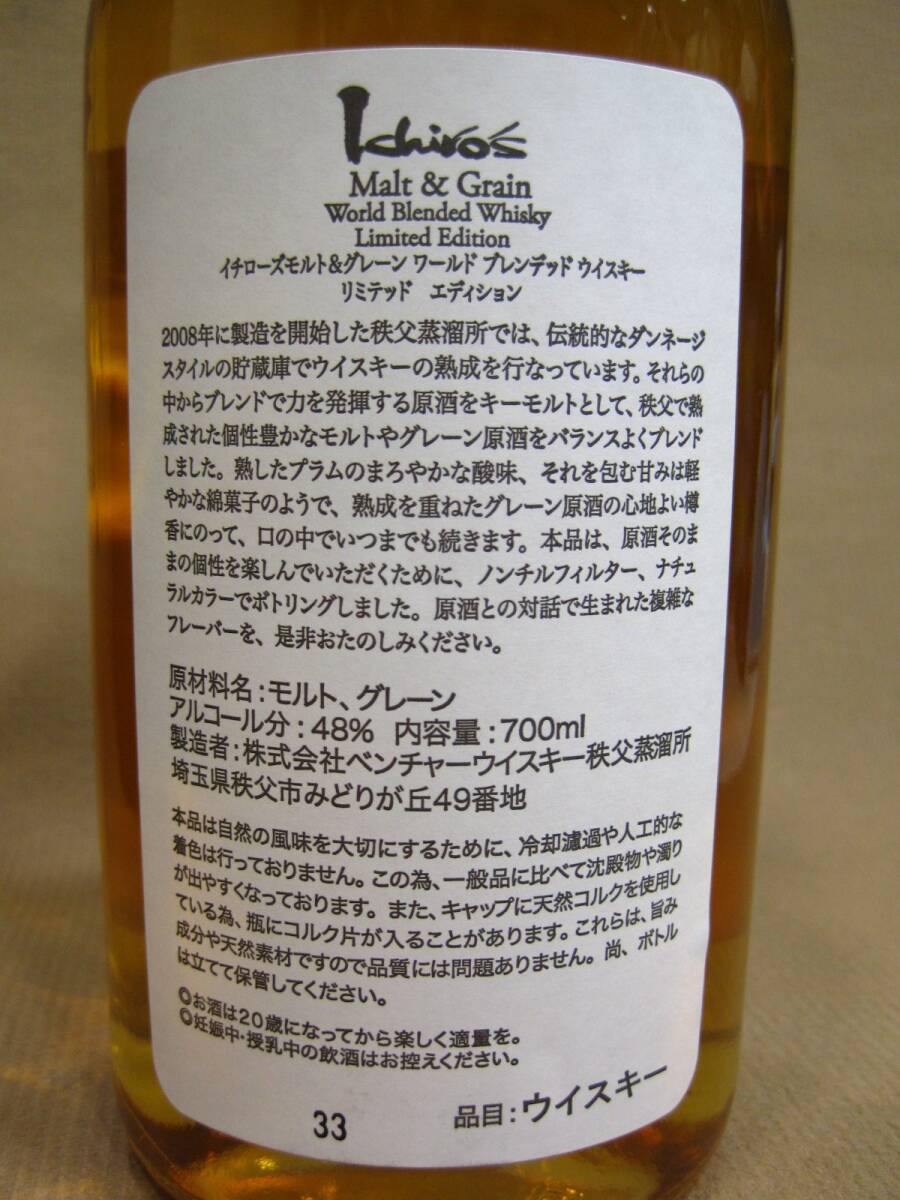 Ichiro's
Malt & Grain
World Blended Whisky
Limited Edition
イチローズモルト&グレーン ワールド ブレンデッド ウイスキー
リミテッド エディション
2008年に製造を開始した秩父蒸溜所では、伝統的なダンネージ
スタイルの貯蔵庫でウイスキーの熟成を行なっています。それらの
中からブレンドで力を発揮する原酒をキーモルトとして、秩父で熟
成された個性豊かなモルトやグレーン原酒をバランスよくブレンド
しました。熟したプラムのまろやかな酸味、それを包む甘みは軽
やかな綿菓子のようで、熟成を重ねたグレーン原酒の心地よい樽
香にのって、口の中でいつまでも続きます。本品は、原酒そのま
まの個性を楽しんでいただくために、ノンチルフィルター、ナチュ
ラルカラーでボトリングしました。原酒との対話で生まれた複雑な
フレーバーを、是非おたのしみください。
原材料名:モルト、グレーン
アルコール分:48% 内容量:700ml
製造者:株式会社ベンチャーウイスキー秩父蒸溜所
埼玉県秩父市みどりが丘49番地
本品は自然の風味を大切にするために、冷却濾過や人工的な
着色は行っておりません。この為、一般品に比べて沈殿物や濁り
が出やすくなっております。また、キャップに天然コルクを使用し
ている為、瓶にコルク片が入ることがあります。これらは、旨み
成分や天然素材ですので品質には問題ありません。尚、ボトル
は立てて保管してください。
◎お酒は20歳になってから楽しく適量を。
◎妊娠中・授乳中の飲酒はお控えください。
33
品目:ウイスキー